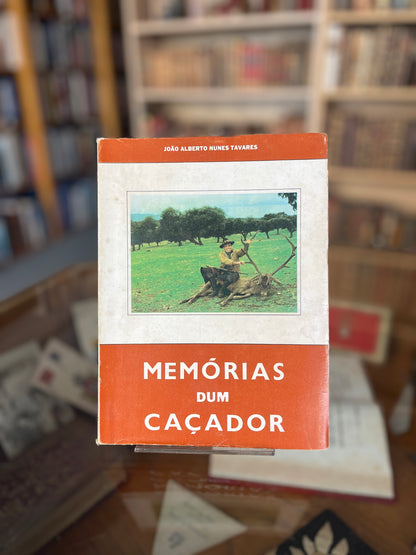 JOÃO ALBERTO NUNES TAVARES
MEMÓRIAS
DUM
CAÇADOR